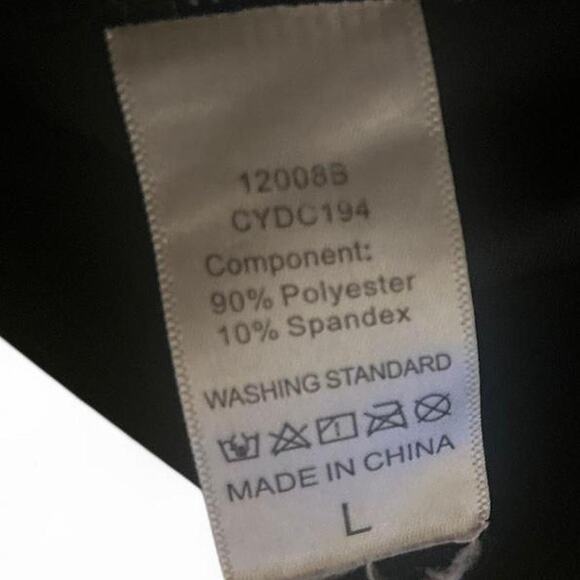 12008B
CYDC194
Component:
90% Polyester
10% Spandex
WASHING STANDARD
MADE IN CHINA
L